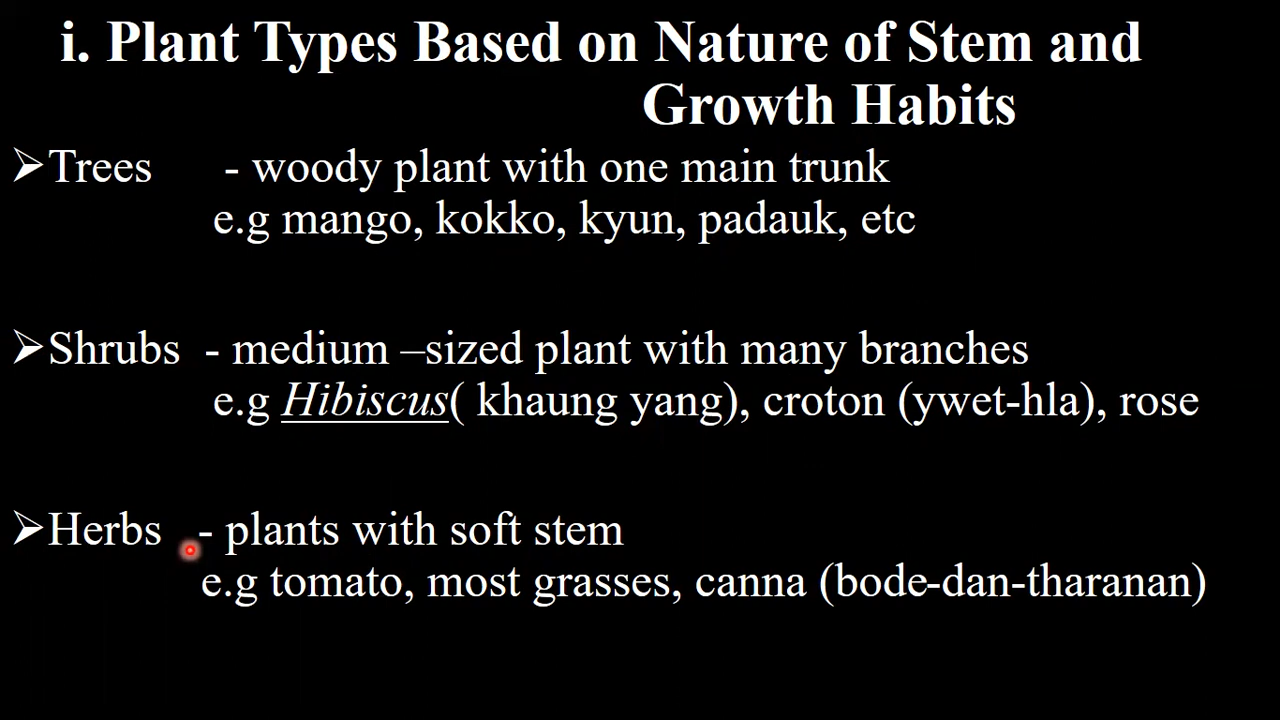 i. Plant Types Based on Nature of Stem and
Growth Habits
➢Trees - woody plant with one main trunk
e.g mango, kokko, kyun, padauk, etc
➢Shrubs - medium –sized plant with many branches
e.g Hibiscus( khaung yang), croton (ywet-hla), rose
➢Herbs - plants with soft stem
e.g tomato, most grasses, canna (bode-dan-tharanan)